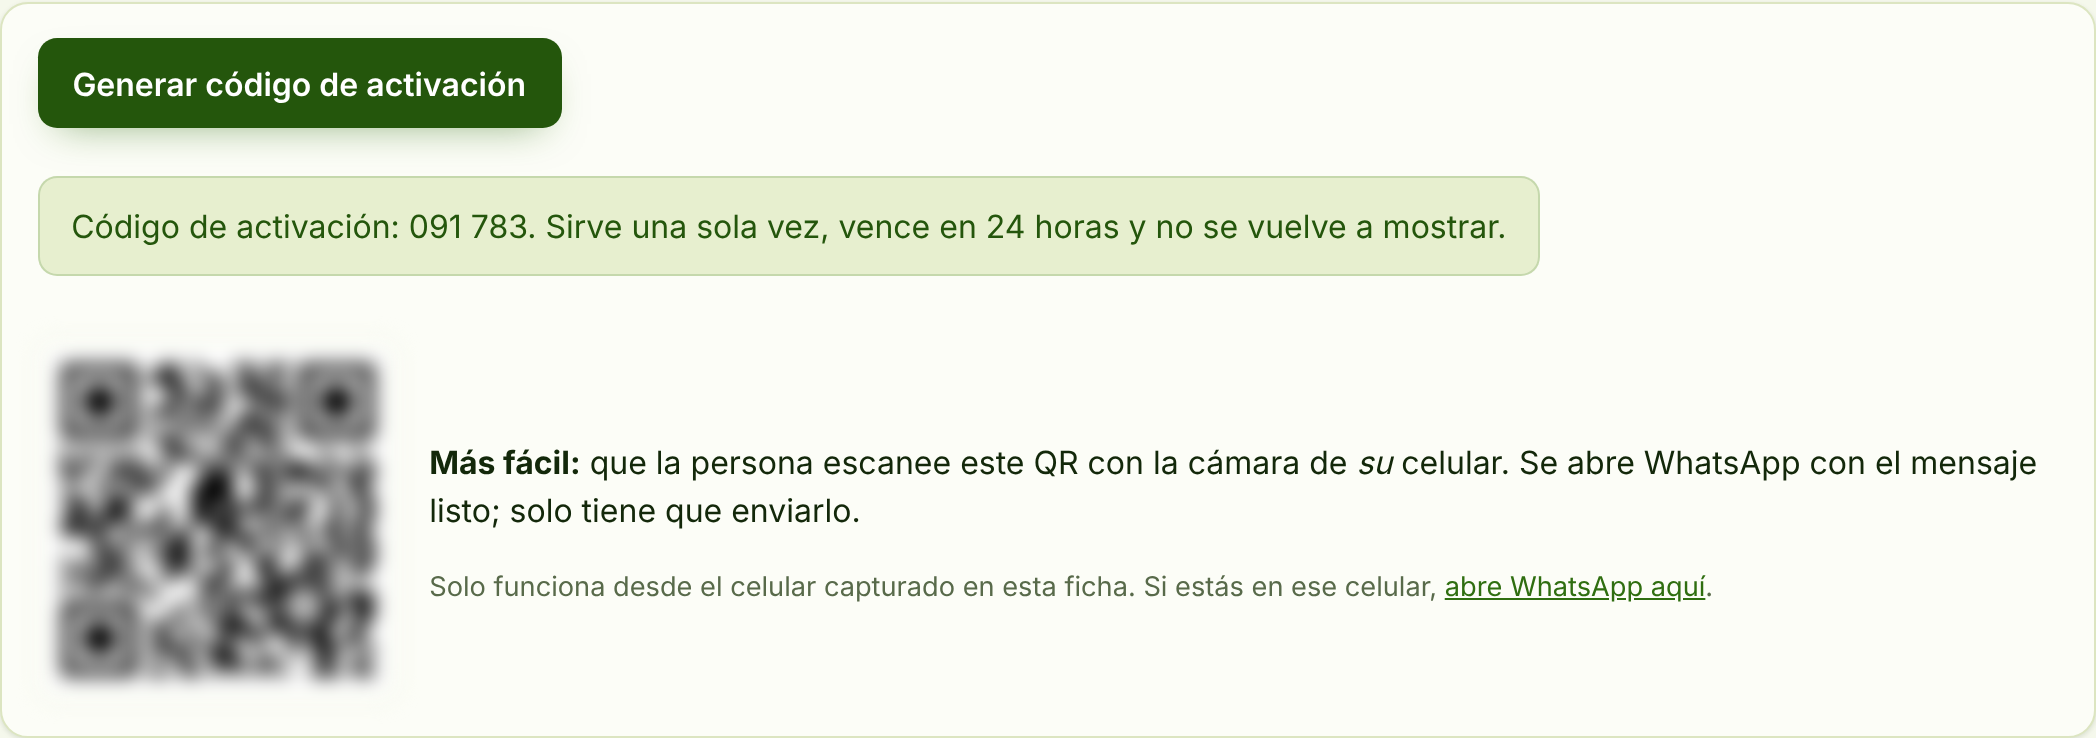 Generar código de activación
Código de activación: 091 783. Sirve una sola vez, vence en 24 horas y no se vuelve a mostrar.
Más fácil: que la persona escanee este QR con la cámara de su celular. Se abre WhatsApp con el mensaje
listo; solo tiene que enviarlo.
Solo funciona desde el celular capturado en esta ficha. Si estás en ese celular, abre WhatsApp aquí.